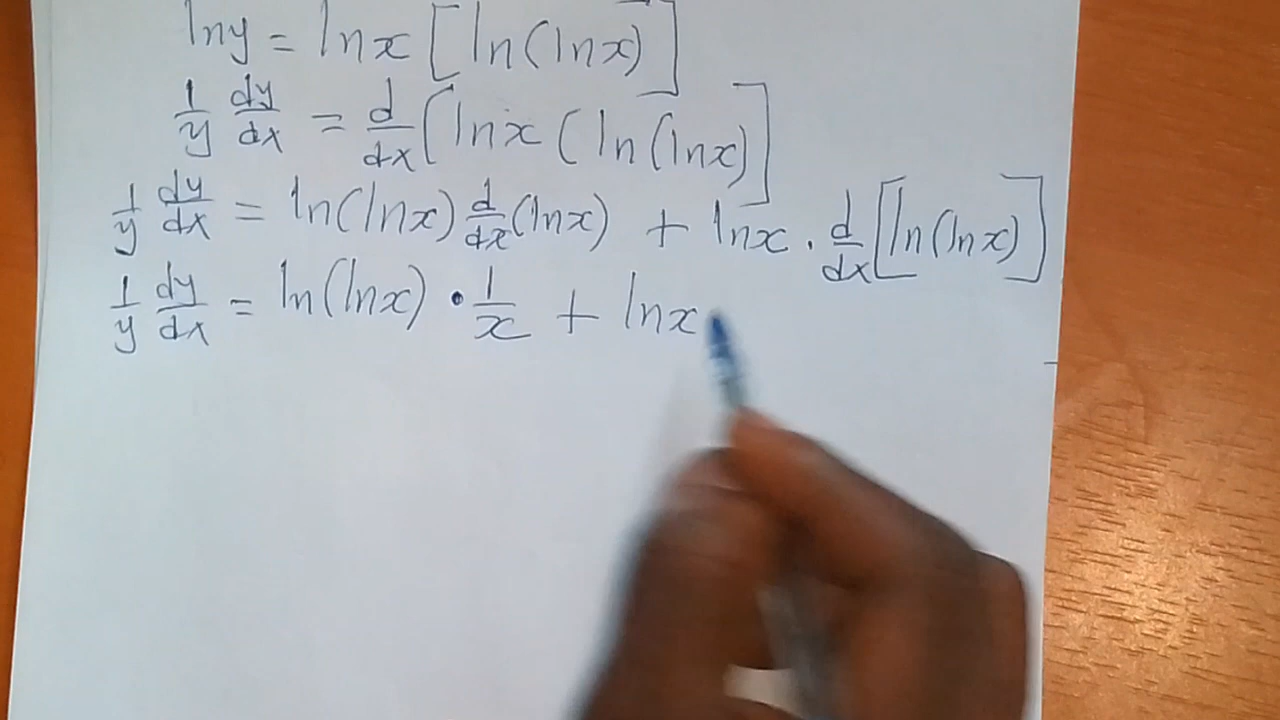 lny = lnx [ln(lnx)]
1/y dy/dx = d/dx [lnx (ln(lnx)]
1/y dy/dx = ln(lnx) d/dx (lnx) + lnx . d/dx [ln(lnx)]
1/y dy/dx = ln(lnx) • 1/x + lnx